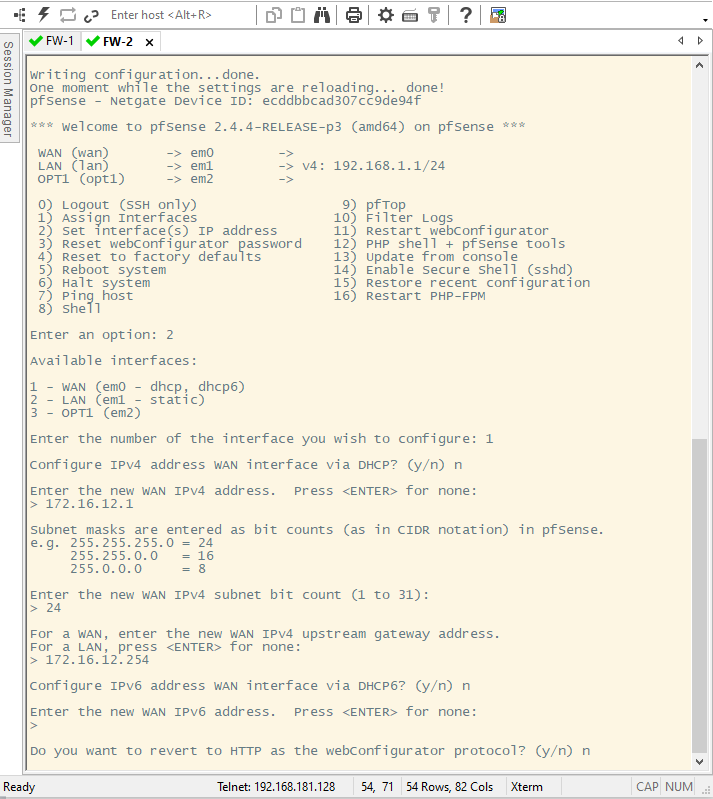 Enter host <Alt+R>
Session Manager
FW-1
FW-2
Writing configuration...done.
One moment while the settings are reloading... done!
pfSense - Netgate Device ID: ecddbbcad307cc9de94f
*** Welcome to pfSense 2.4.4-RELEASE-p3 (amd64) on pfSense ***
WAN (wan)       -> em0        ->
LAN (lan)       -> em1        -> v4: 192.168.1.1/24
OPT1 (opt1)     -> em2        ->
0) Logout (SSH only)                  9) pfTop
1) Assign Interfaces                 10) Filter Logs
2) Set interface(s) IP address       11) Restart webConfigurator
3) Reset webConfigurator password    12) PHP shell + pfSense tools
4) Reset to factory defaults         13) Update from console
5) Reboot system                     14) Enable Secure Shell (sshd)
6) Halt system                       15) Restore recent configuration
7) Ping host                         16) Restart PHP-FPM
8) Shell
Enter an option: 2
Available interfaces:
1 - WAN (em0 - dhcp, dhcp6)
2 - LAN (em1 - static)
3 - OPT1 (em2)
Enter the number of the interface you wish to configure: 1
Configure IPv4 address WAN interface via DHCP? (y/n) n
Enter the new WAN IPv4 address.  Press <ENTER> for none:
> 172.16.12.1
Subnet masks are entered as bit counts (as in CIDR notation) in pfSense.
e.g. 255.255.255.0 = 24
     255.255.0.0   = 16
     255.0.0.0     = 8
Enter the new WAN IPv4 subnet bit count (1 to 31):
> 24
For a WAN, enter the new WAN IPv4 upstream gateway address.
For a LAN, press <ENTER> for none:
> 172.16.12.254
Configure IPv6 address WAN interface via DHCP6? (y/n) n
Enter the new WAN IPv6 address.  Press <ENTER> for none:
>
Do you want to revert to HTTP as the webConfigurator protocol? (y/n) n
Ready
Telnet: 192.168.181.128
54, 71
54 Rows, 82 Cols
Xterm
CAP NUM